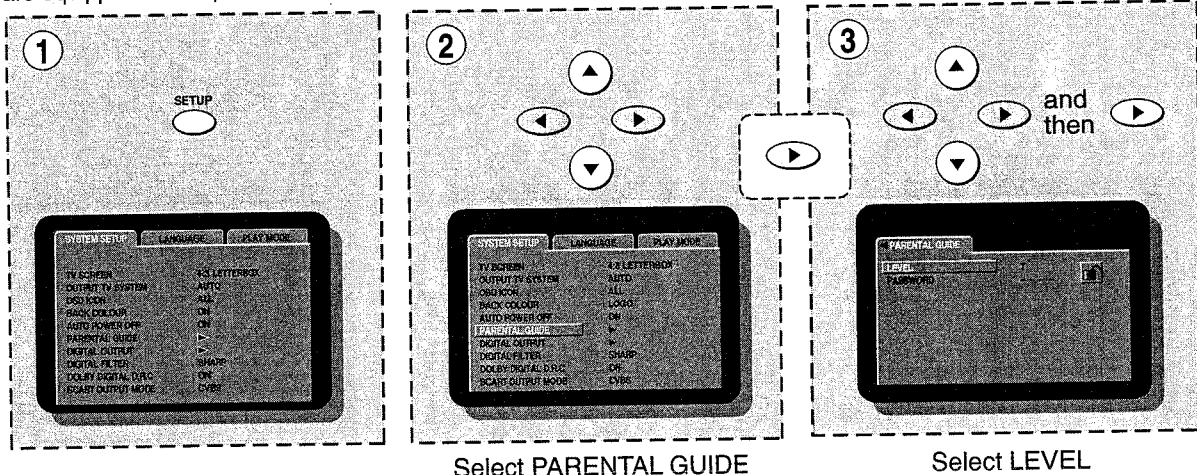 are equipp
1
SETUP
SYSTEM SETUP LANGUAGE PLAY MODE
TV SCREEN 4:3 LETTERBOX
OUTPUT TV SYSTEM AUTO
OSD ICON ALL
BACK COLOUR ON
AUTO POWER OFF ON
PARENTAL GUIDE
DIGITAL OUTPUT
DIGITAL FILTER SHARP
DOLBY DIGITAL D.R.C ON
SCART OUTPUT MODE CVBS
2
SYSTEM SETUP LANGUAGE PLAY MODE
TV SCREEN 4:3 LETTERBOX
OUTPUT TV SYSTEM AUTO
OSD ICON ALL
BACK COLOUR LOGO
AUTO POWER OFF ON
PARENTAL GUIDE
DIGITAL OUTPUT
DIGITAL FILTER SHARP
DOLBY DIGITAL D.R.C
SCART OUTPUT MODE CVBS
Select PARENTAL GUIDE
3
and
then
PARENTAL GUIDE
LEVEL
PASSWORD
Select LEVEL